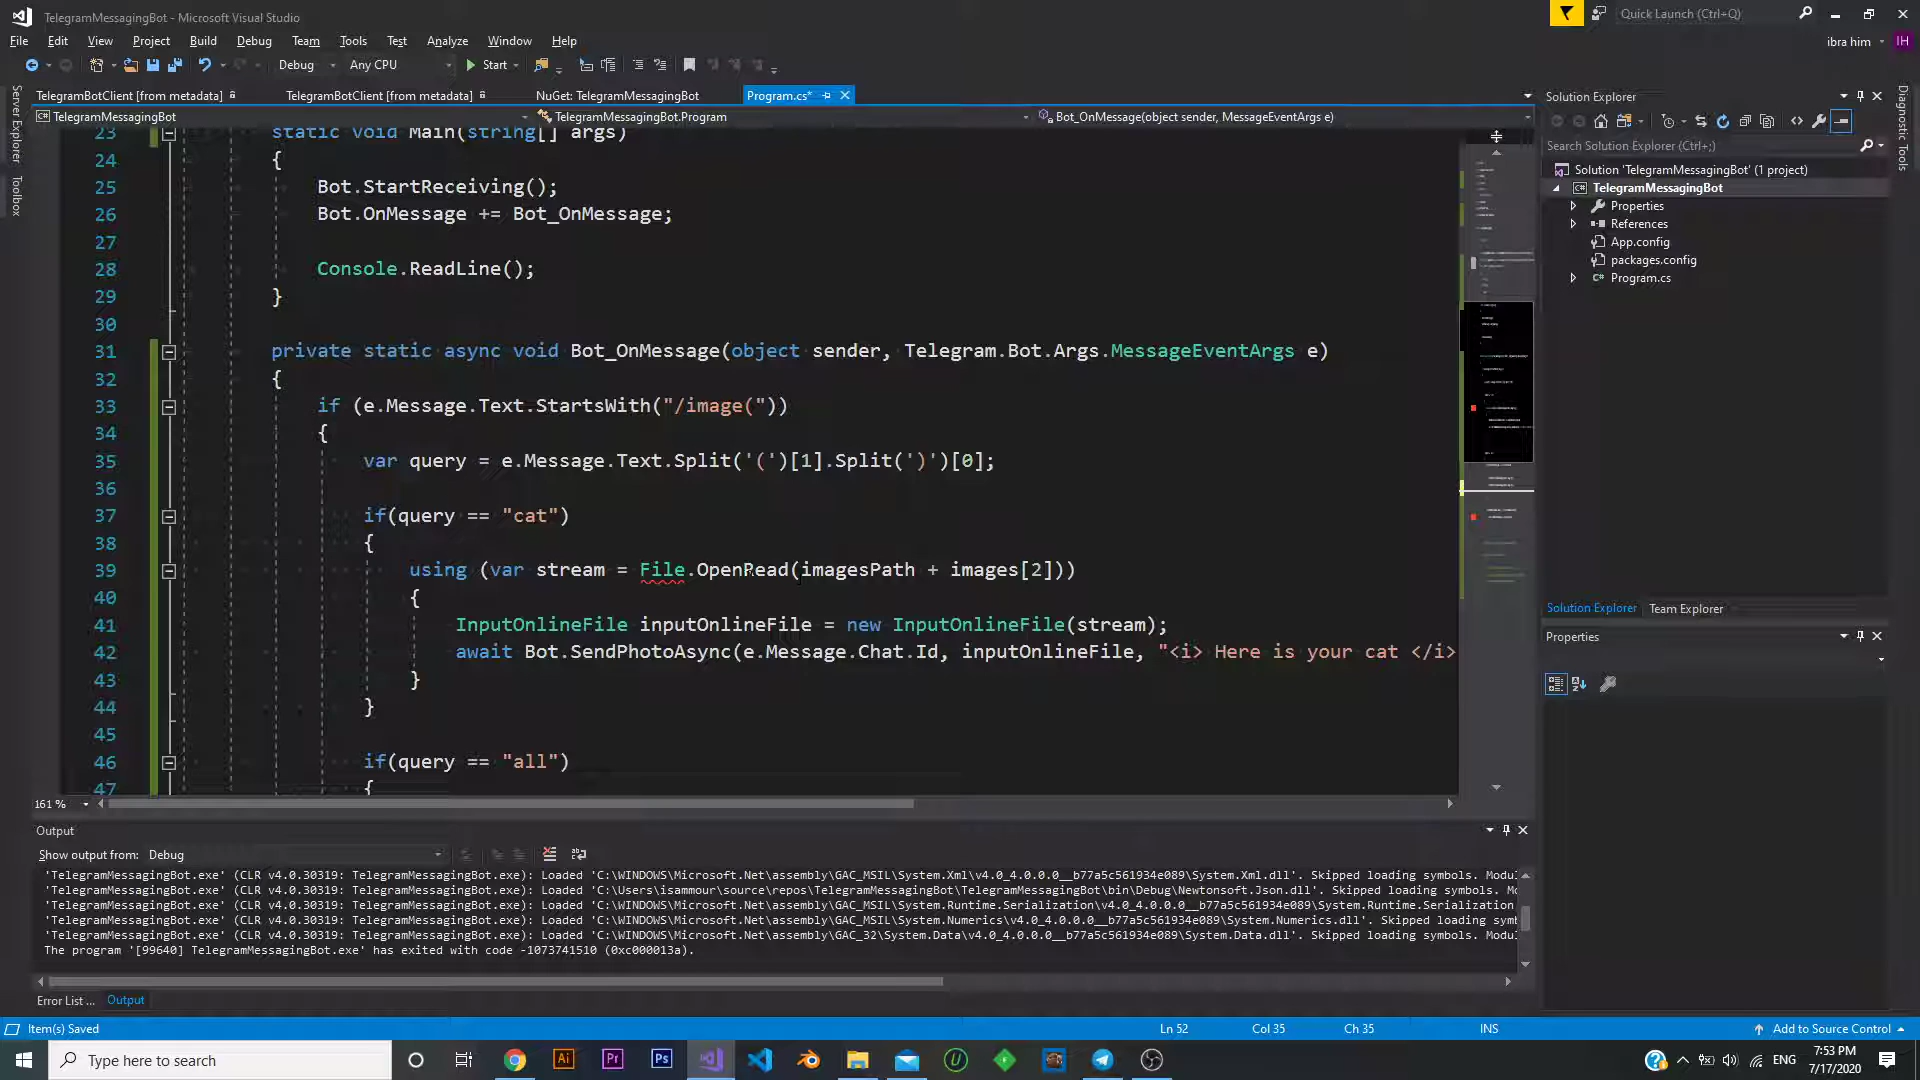 TelegramMessagingBot - Microsoft Visual Studio
Quick Launch (Ctrl+Q)
File Edit View Project Build Debug Team Tools Test Analyze Window Help
ibra him IH
Debug Any CPU Start
TelegramBotClient [from metadata] TelegramBotClient [from metadata] NuGet: TelegramMessagingBot Program.cs*
TelegramMessagingBot TelegramMessagingBot.Program Bot_OnMessage(object sender, MessageEventArgs e)
Server Explorer
Toolbox
23 static void Main(string[] args)
24 {
25 Bot.StartReceiving();
26 Bot.OnMessage += Bot_OnMessage;
27
28 Console.ReadLine();
29 }
30
31 private static async void Bot_OnMessage(object sender, Telegram.Bot.Args.MessageEventArgs e)
32 {
33 if (e.Message.Text.StartsWith("/image("))
34 {
35 var query = e.Message.Text.Split('(')[1].Split(')')[0];
36
37 if(query == "cat")
38 {
39 using (var stream = File.OpenRead(imagesPath + images[2]))
40 {
41 InputOnlineFile inputOnlineFile = new InputOnlineFile(stream);
42 await Bot.SendPhotoAsync(e.Message.Chat.Id, inputOnlineFile, "<i> Here is your cat </i>
43 }
44 }
45
46 if(query == "all")
47 {
161 %
Solution Explorer
Search Solution Explorer (Ctrl+;)
Solution 'TelegramMessagingBot' (1 project)
TelegramMessagingBot
Properties
References
App.config
packages.config
Program.cs
Solution Explorer Team Explorer
Properties
Diagnostic Tools
Output
Show output from: Debug
'TelegramMessagingBot.exe' (CLR v4.0.30319: TelegramMessagingBot.exe): Loaded 'C:\WINDOWS\Microsoft.Net\assembly\GAC_MSIL\System.Xml\v4.0_4.0.0.0__b77a5c561934e089\System.Xml.dll'. Skipped loading symbols. Modul
'TelegramMessagingBot.exe' (CLR v4.0.30319: TelegramMessagingBot.exe): Loaded 'C:\Users\isammour\source\repos\TelegramMessagingBot\TelegramMessagingBot\bin\Debug\Newtonsoft.Json.dll'. Skipped loading symbols. Mo
'TelegramMessagingBot.exe' (CLR v4.0.30319: TelegramMessagingBot.exe): Loaded 'C:\WINDOWS\Microsoft.Net\assembly\GAC_MSIL\System.Runtime.Serialization\v4.0_4.0.0.0__b77a5c561934e089\System.Runtime.Serialization
'TelegramMessagingBot.exe' (CLR v4.0.30319: TelegramMessagingBot.exe): Loaded 'C:\WINDOWS\Microsoft.Net\assembly\GAC_MSIL\System.Numerics\v4.0_4.0.0.0__b77a5c561934e089\System.Numerics.dll'. Skipped loading symb
'TelegramMessagingBot.exe' (CLR v4.0.30319: TelegramMessagingBot.exe): Loaded 'C:\WINDOWS\Microsoft.Net\assembly\GAC_32\System.Data\v4.0_4.0.0.0__b77a5c561934e089\System.Data.dll'. Skipped loading symbols. Modul
The program '[99640] TelegramMessagingBot.exe' has exited with code -1073741510 (0xc000013a).
Error List ... Output
Item(s) Saved Ln 52 Col 35 Ch 35 INS Add to Source Control
Type here to search
Ai Pr Ps
ENG
7:53 PM
7/17/2020